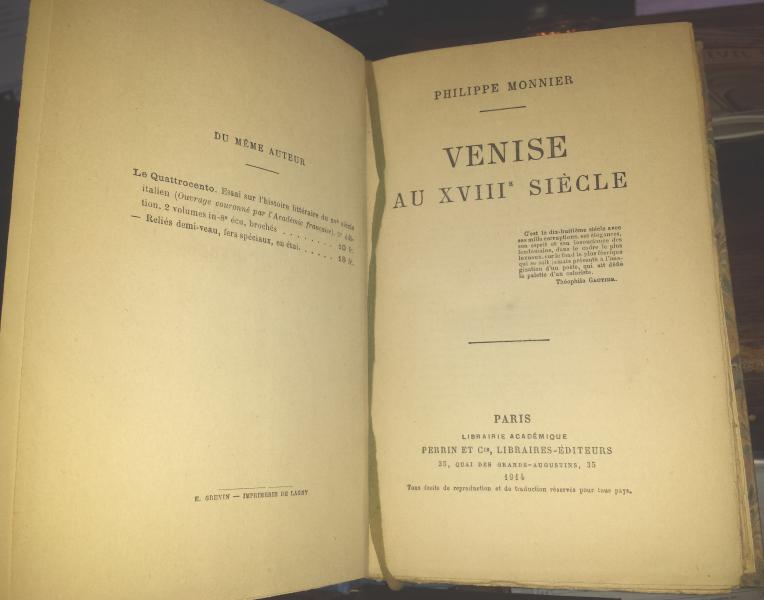 DU MÊME AUTEUR
Le Quattrocento. Essai sur l'histoire littéraire du XVe siècle
italien (Ouvrage couronné par l'Académie française). édi-
tion. 2 volumes in-8º écu, brochés . . . . . . . . 10 fr.
— Reliés demi-veau, fers spéciaux, en étui. . . . . . 18 fr.
E. GREVIN — IMPRIMERIE DE LAGNY
PHILIPPE MONNIER
VENISE
AU XVIIIe SIÈCLE
C'est le dix-huitième siècle avec
ses mille corruptions, ses élégances,
son esprit et son insouciance des
lendemains, dans le cadre le plus
luxueux, sur le fond le plus féerique
qui se soit jamais présenté à l'ima-
gination d'un poète, qui ait défié
la palette d'un coloriste.
Théophile GAUTIER.
PARIS
LIBRAIRIE ACADÉMIQUE
PERRIN ET Cie, LIBRAIRES-ÉDITEURS
35, QUAI DES GRANDS-AUGUSTINS, 35
1914
Tous droits de reproduction et de traduction réservés pour tous pays.